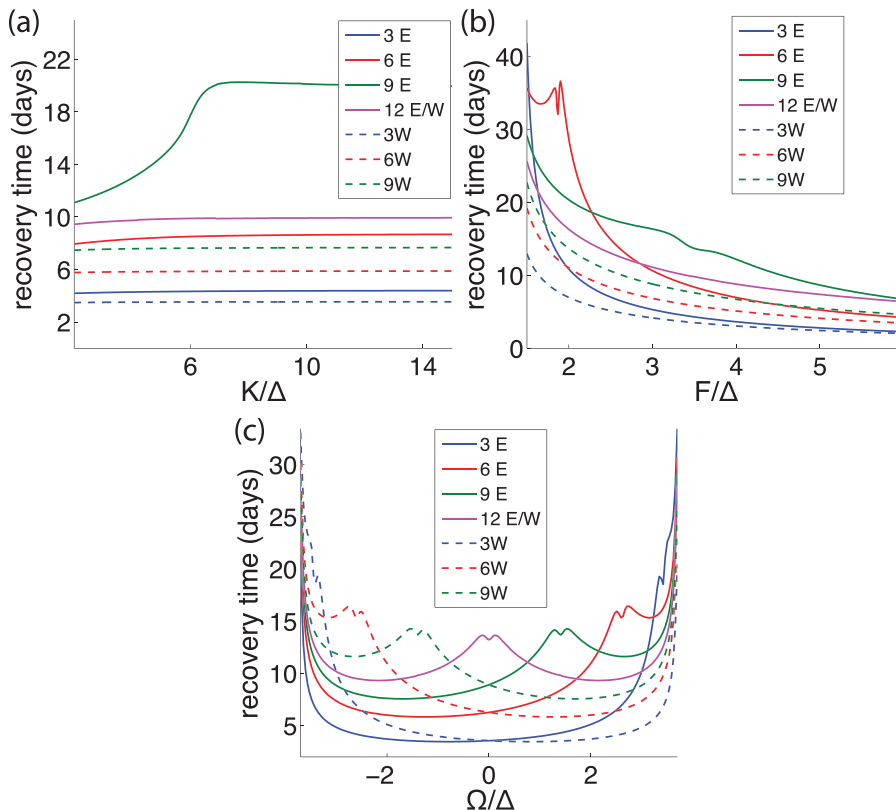 (a)
recovery time (days)
22
18
14
10
6
2
6
10
14
K/Δ
3 E
6 E
9 E
12 E/W
3W
6W
9W
(b)
recovery time (days)
40
30
20
10
0
2
3
4
5
F/Δ
3 E
6 E
9 E
12 E/W
3W
6W
9W
(c)
recovery time (days)
30
25
20
15
10
5
−2
0
2
Ω/Δ
3 E
6 E
9 E
12 E/W
3W
6W
9W